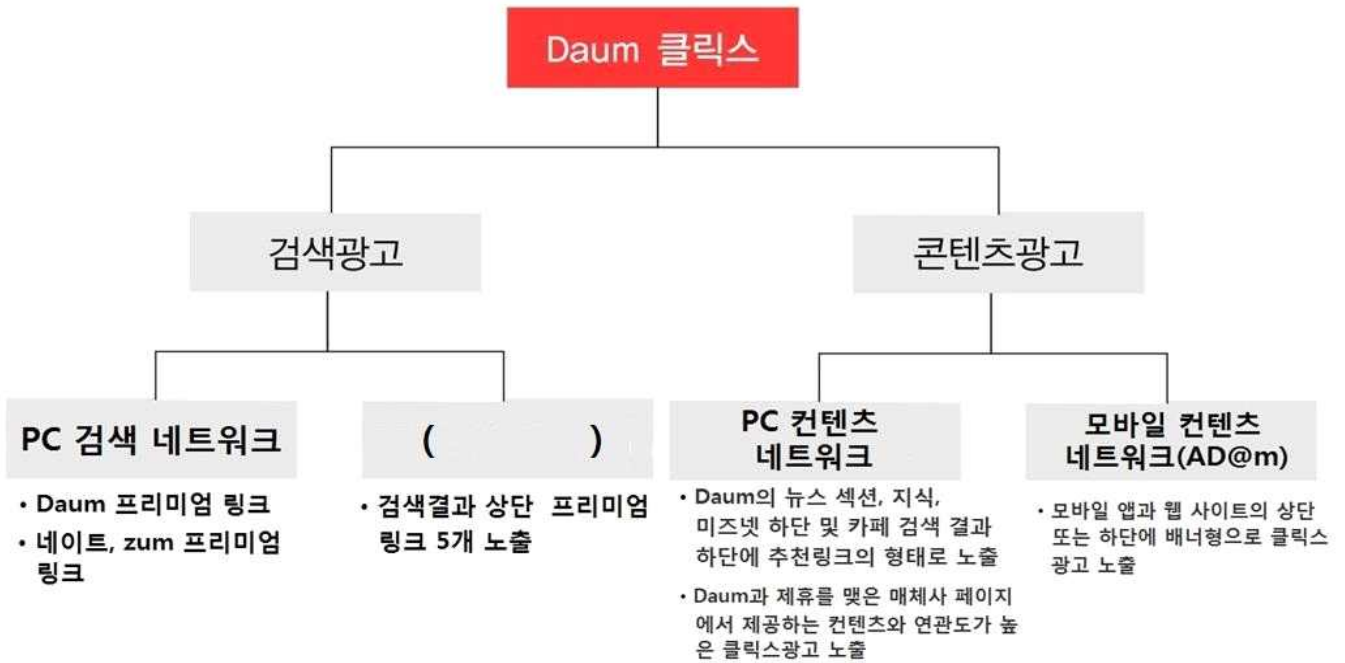 Daum 클릭스
검색광고
콘텐츠광고
PC 검색 네트워크
• Daum 프리미엄 링크
• 네이트, zum 프리미엄
링크
( )
• 검색결과 상단 프리미엄
링크 5개 노출
PC 컨텐츠
네트워크
• Daum의 뉴스 섹션, 지식,
미즈넷 하단 및 카페 검색 결과
하단에 추천링크의 형태로 노출
• Daum과 제휴를 맺은 매체사 페이지
에서 제공하는 컨텐츠와 연관도가 높
은 클릭스광고 노출
모바일 컨텐츠
네트워크(AD@m)
• 모바일 앱과 웹 사이트의 상단
또는 하단에 배너형으로 클릭스
광고 노출